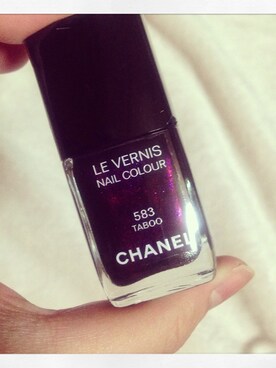 LE VERNIS
NAIL COLOUR
583
TABOO
CHANEL